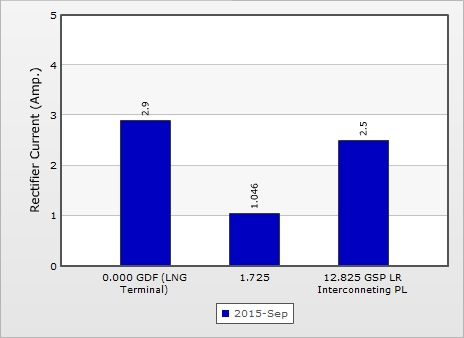 5
4
3
2
1
0
Rectifier Current (Amp.)
2.9
1.046
2.5
0.000 GDF (LNG
Terminal)
1.725
12.825 GSP LR
Interconneting PL
2015-Sep